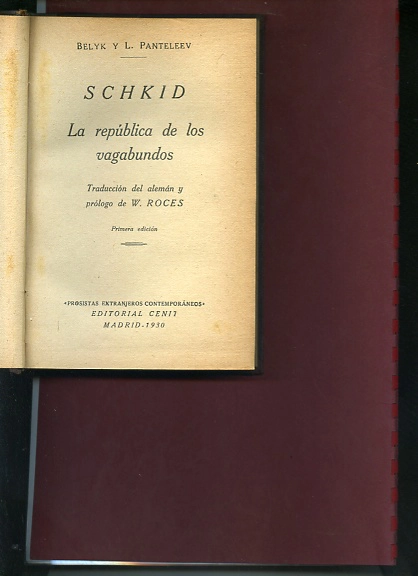 BELYK Y L. PANTELEEV
SCHKID
La república de los
vagabundos
Traducción del alemán y
prólogo de W. ROCES
Primera edición
«PROSISTAS EXTRANJEROS CONTEMPORÁNEOS»
EDITORIAL CENIT
MADRID-1930